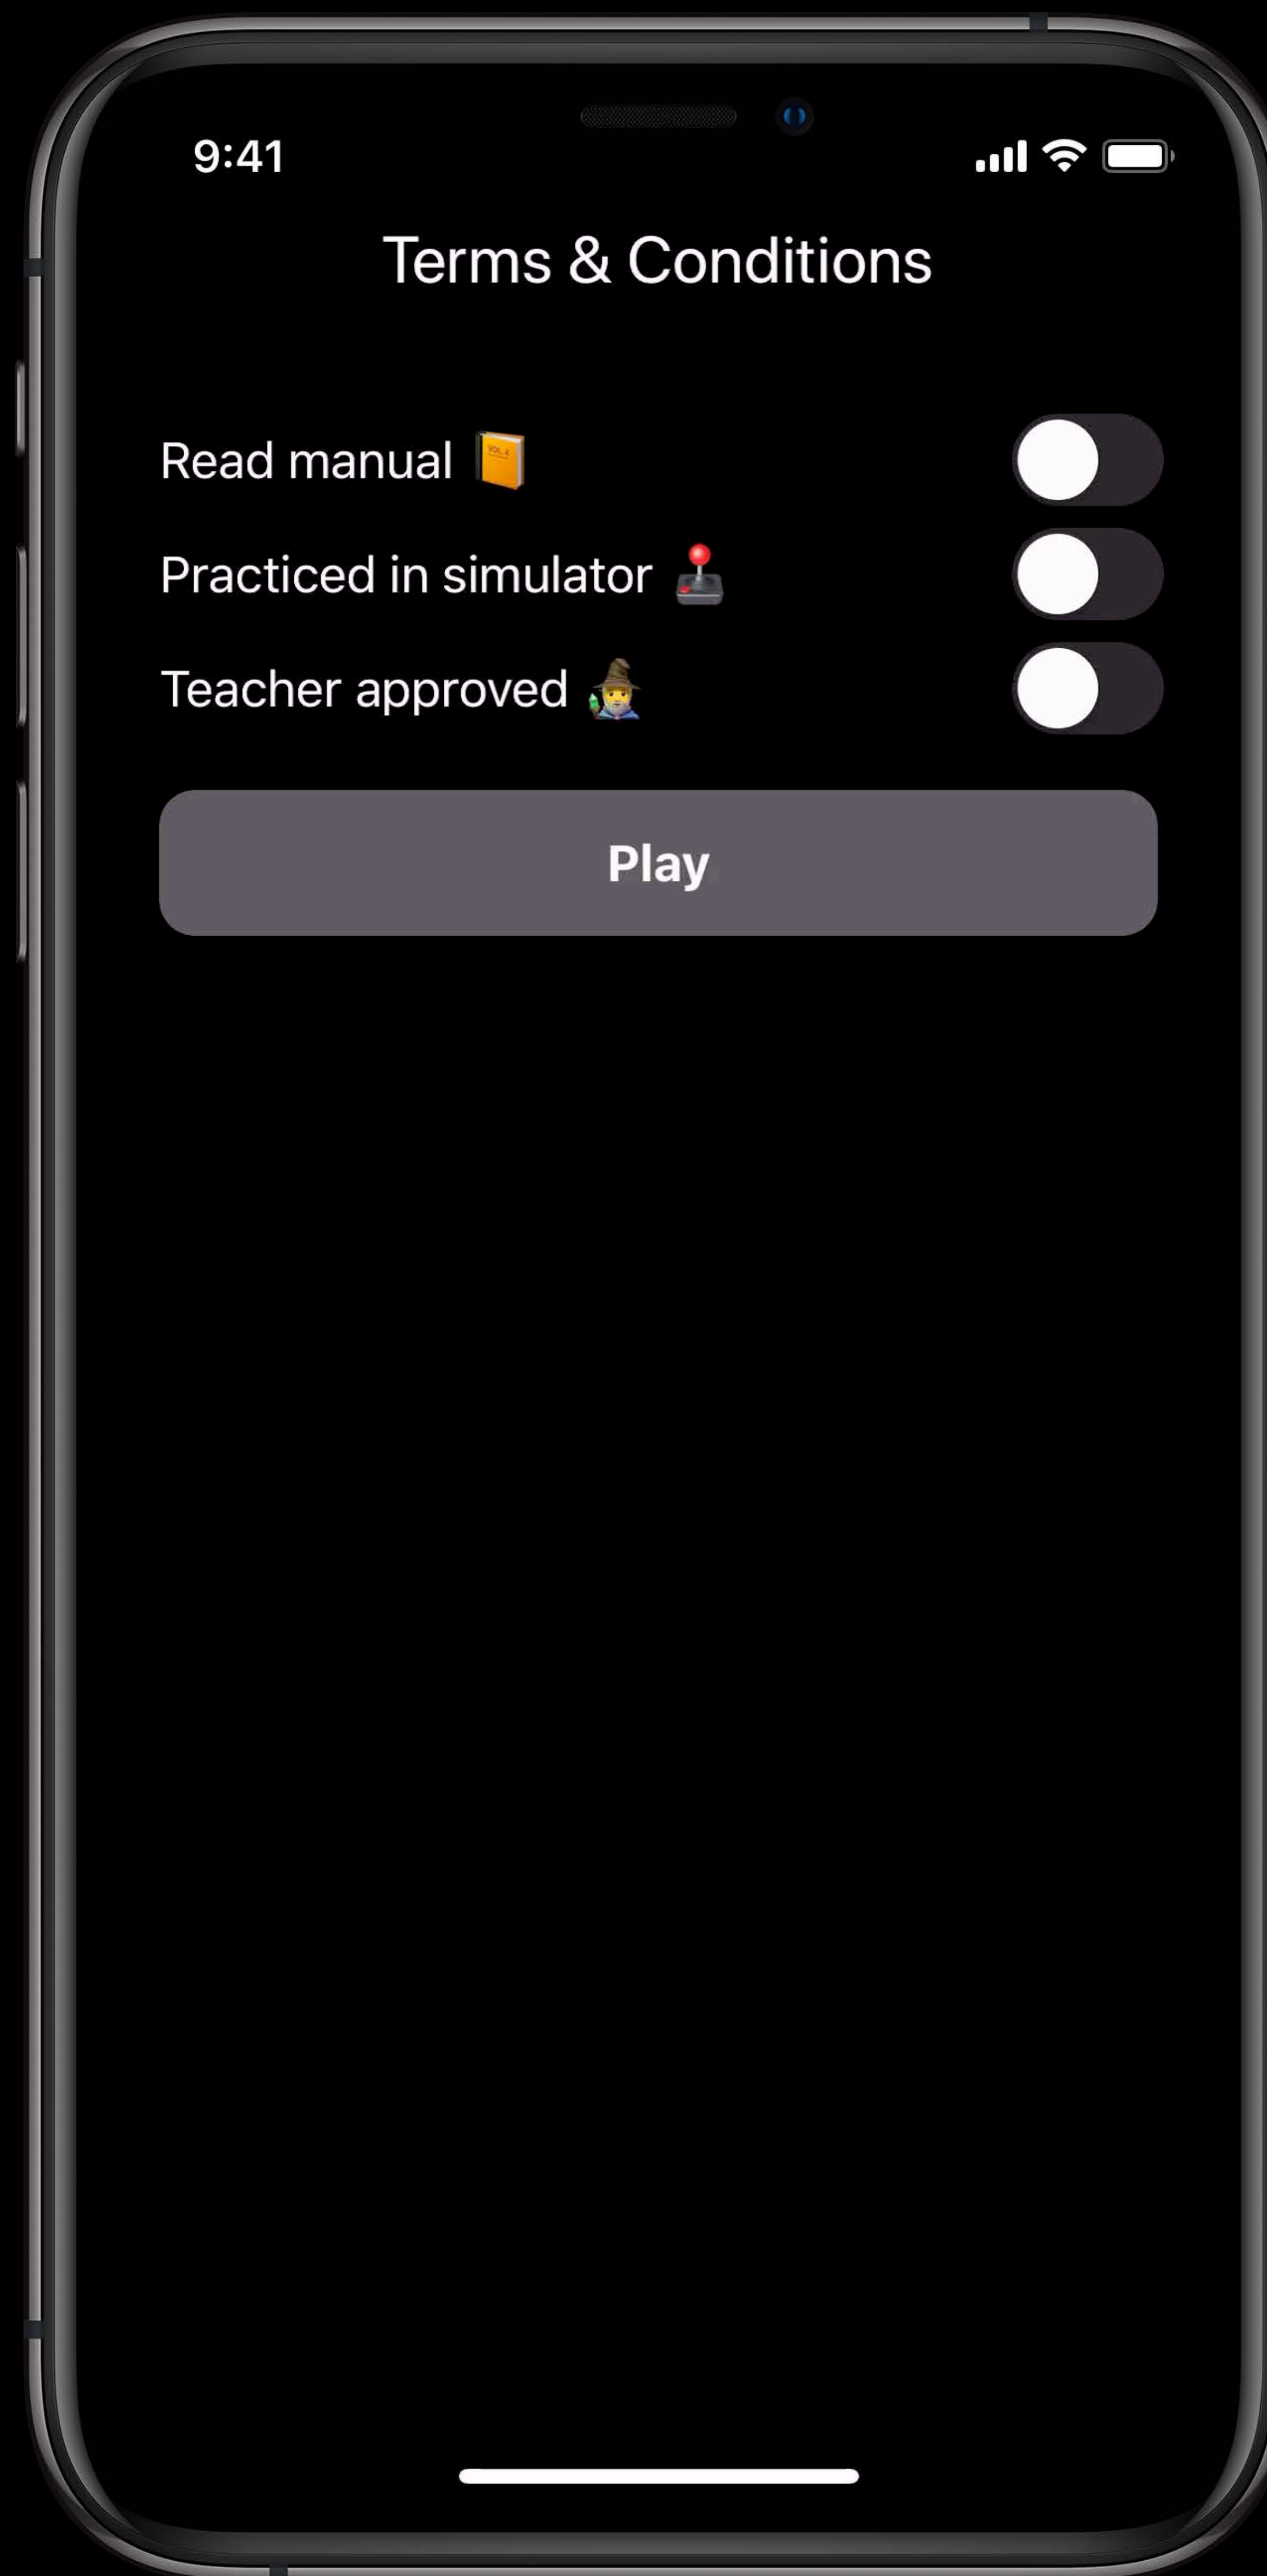 9:41
Terms & Conditions
Read manual 📙
Practiced in simulator 🕹️
Teacher approved 🧙‍♂️
Play